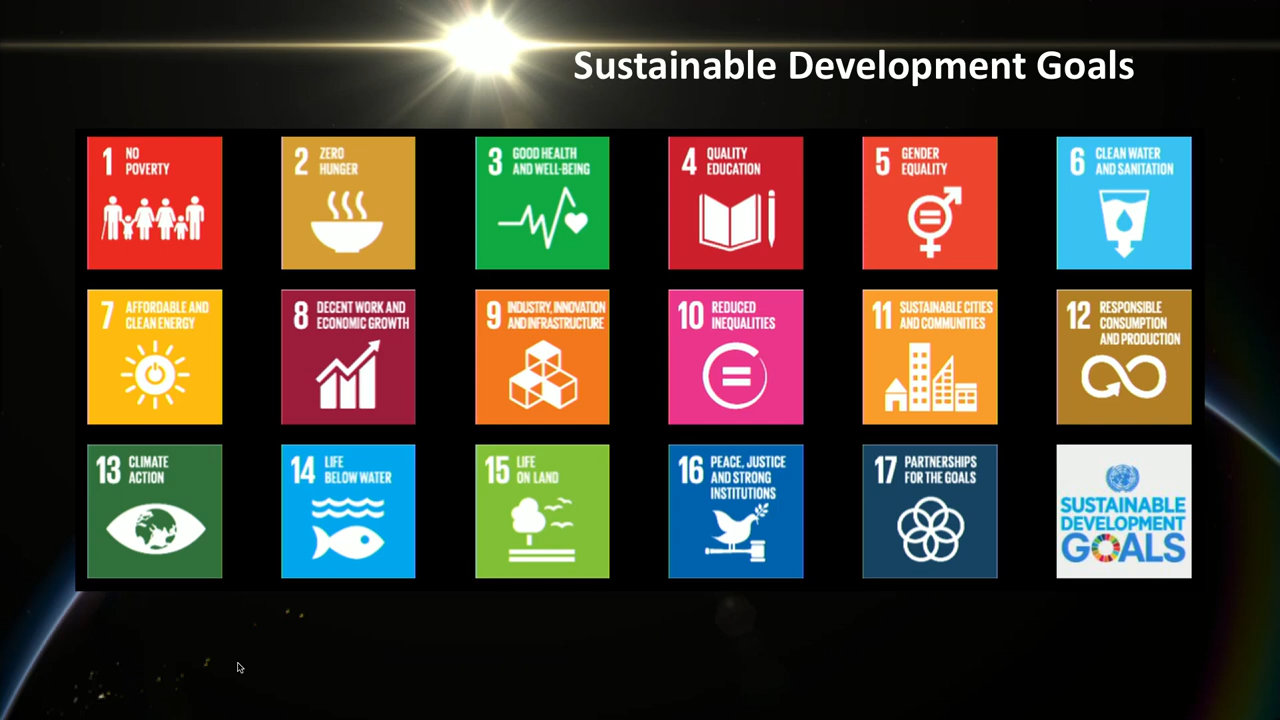 Sustainable Development Goals
1 NO
POVERTY
2 ZERO
HUNGER
3 GOOD HEALTH
AND WELL-BEING
4 QUALITY
EDUCATION
5 GENDER
EQUALITY
6 CLEAN WATER
AND SANITATION
7 AFFORDABLE AND
CLEAN ENERGY
8 DECENT WORK AND
ECONOMIC GROWTH
9 INDUSTRY, INNOVATION
AND INFRASTRUCTURE
10 REDUCED
INEQUALITIES
11 SUSTAINABLE CITIES
AND COMMUNITIES
12 RESPONSIBLE
CONSUMPTION
AND PRODUCTION
13 CLIMATE
ACTION
14 LIFE
BELOW WATER
15 LIFE
ON LAND
16 PEACE, JUSTICE
AND STRONG
INSTITUTIONS
17 PARTNERSHIPS
FOR THE GOALS
SUSTAINABLE
DEVELOPMENT
GOALS